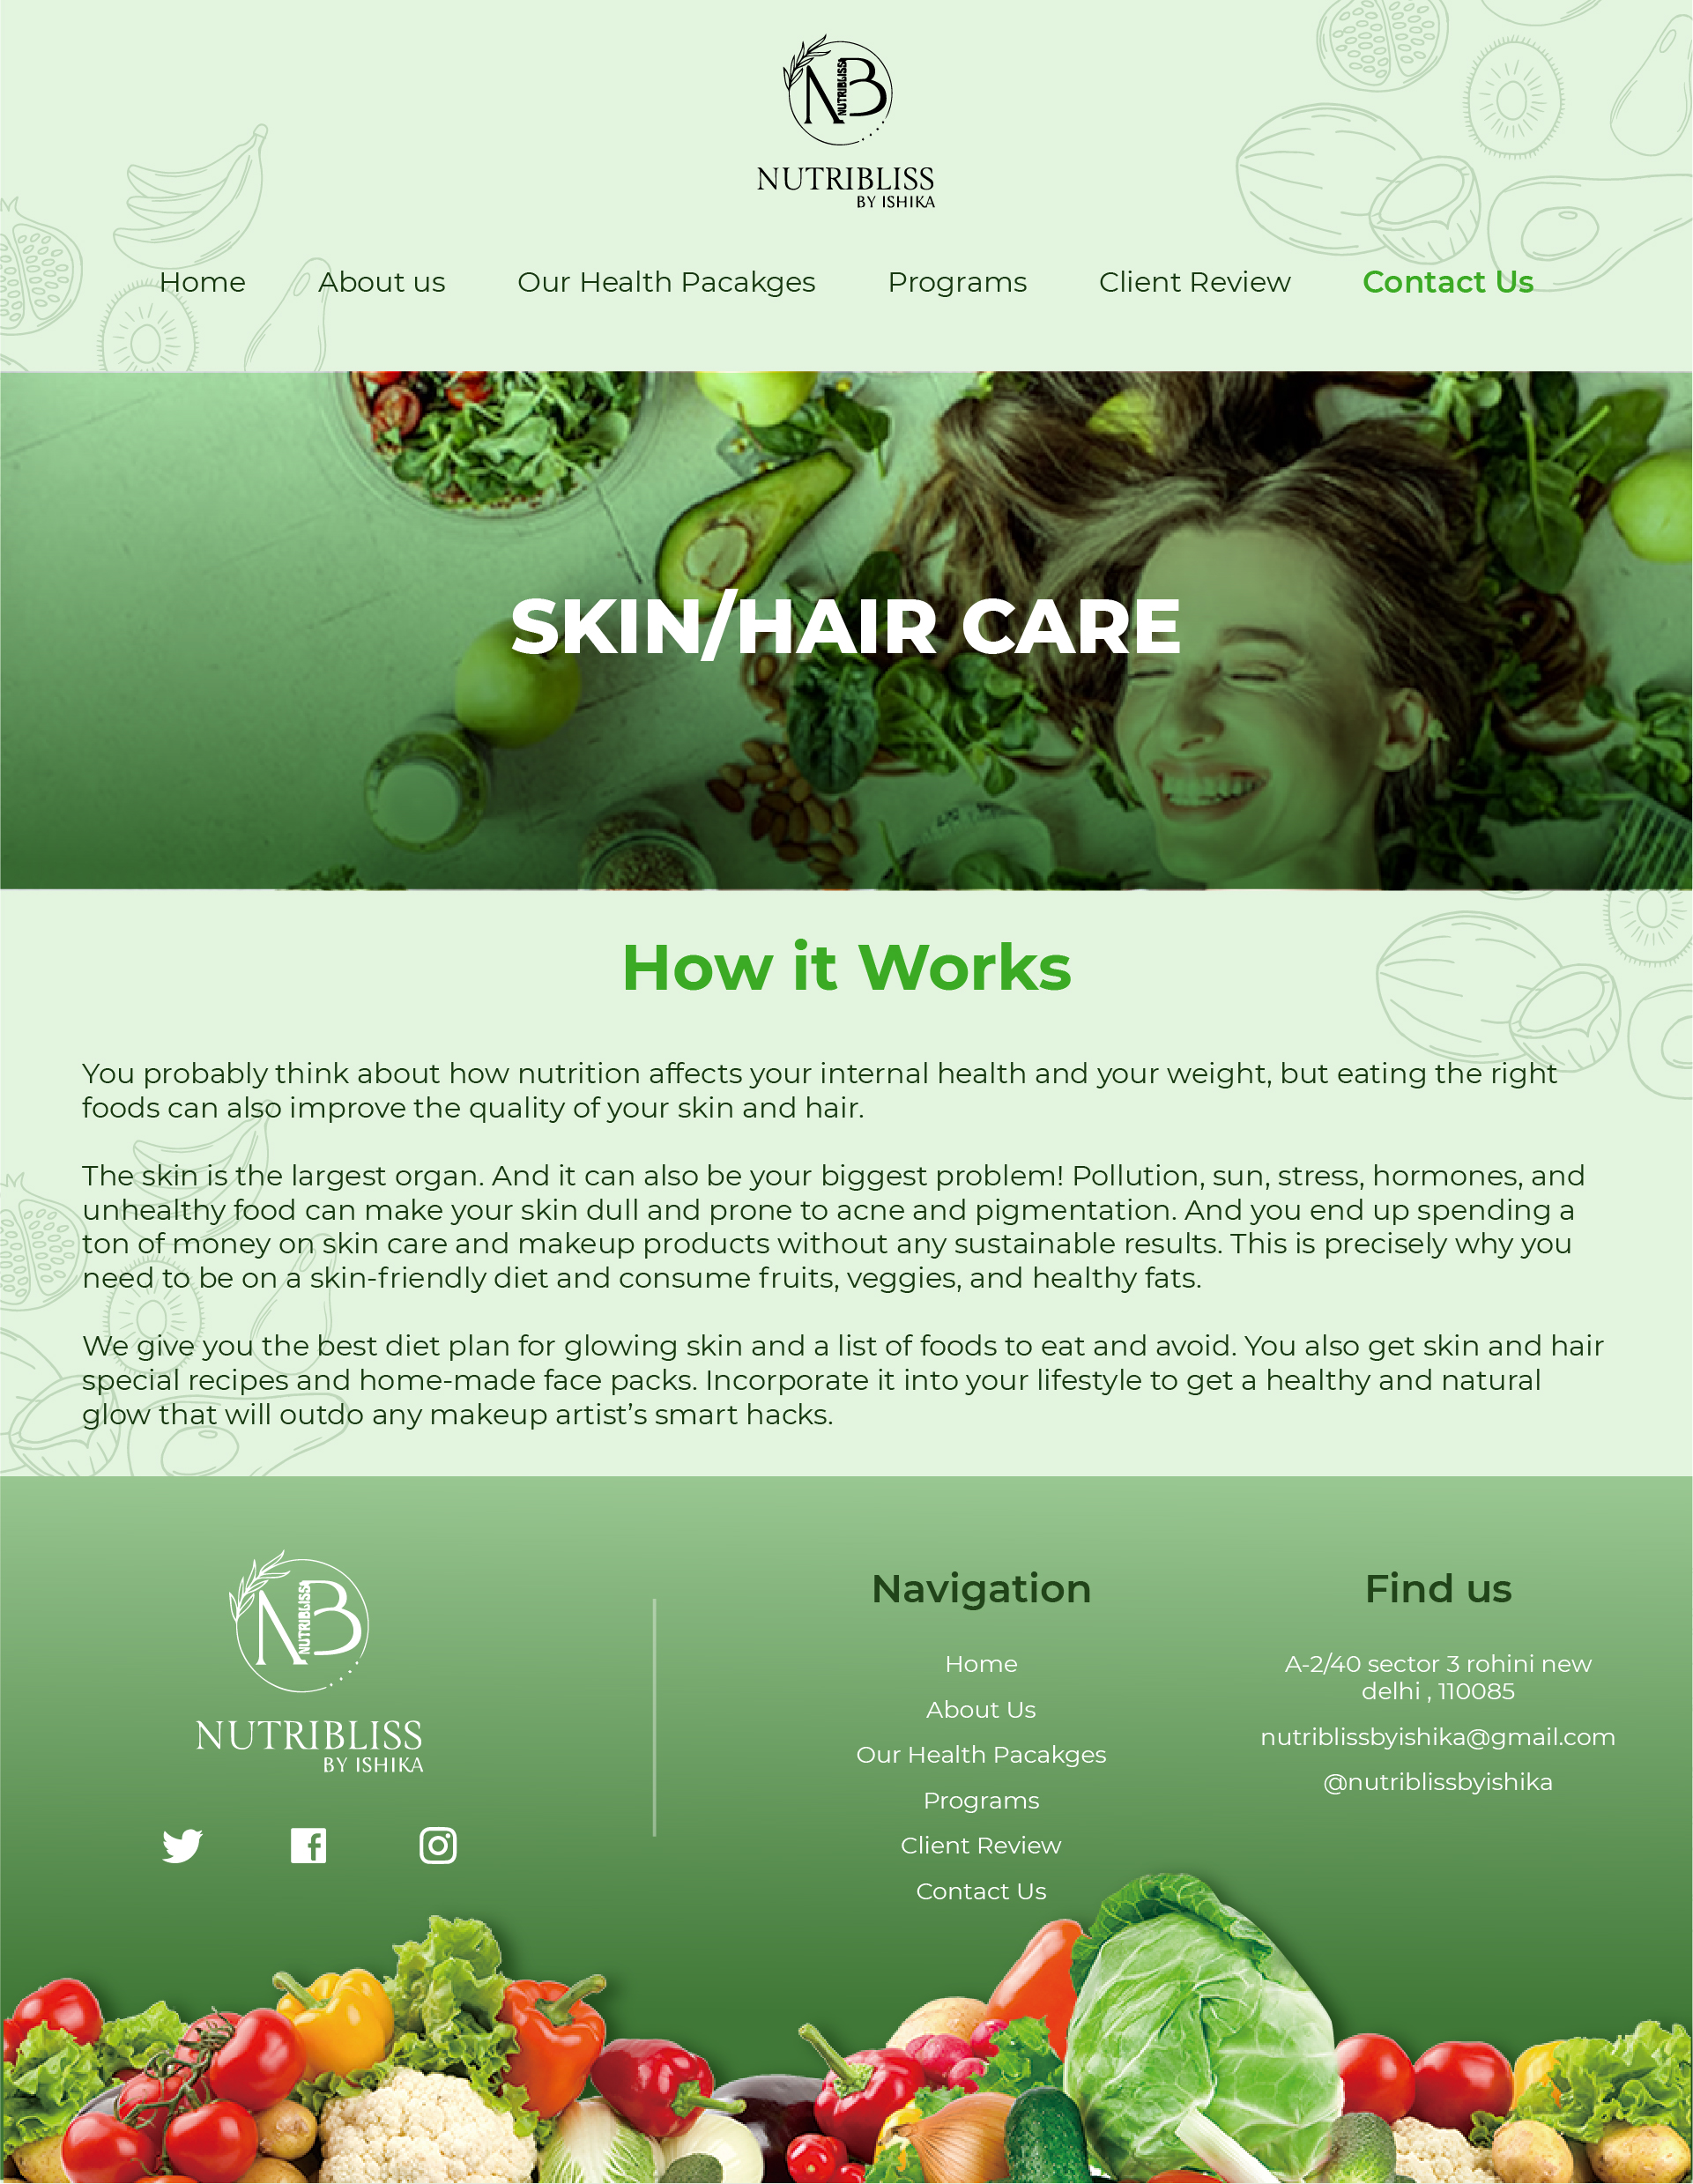 NB
NUTRIBLISS
NUTRIBLISS
BY ISHIKA
Home About us Our Health Pacakges Programs Client Review Contact Us
SKIN/HAIR CARE
How it Works
You probably think about how nutrition affects your internal health and your weight, but eating the right
foods can also improve the quality of your skin and hair.
The skin is the largest organ. And it can also be your biggest problem! Pollution, sun, stress, hormones, and
unhealthy food can make your skin dull and prone to acne and pigmentation. And you end up spending a
ton of money on skin care and makeup products without any sustainable results. This is precisely why you
need to be on a skin-friendly diet and consume fruits, veggies, and healthy fats.
We give you the best diet plan for glowing skin and a list of foods to eat and avoid. You also get skin and hair
special recipes and home-made face packs. Incorporate it into your lifestyle to get a healthy and natural
glow that will outdo any makeup artist’s smart hacks.
NB
NUTRIBLISS
NUTRIBLISS
BY ISHIKA
Navigation
Home
About Us
Our Health Pacakges
Programs
Client Review
Contact Us
Find us
A-2/40 sector 3 rohini new
delhi , 110085
nutriblissbyishika@gmail.com
@nutriblissbyishika